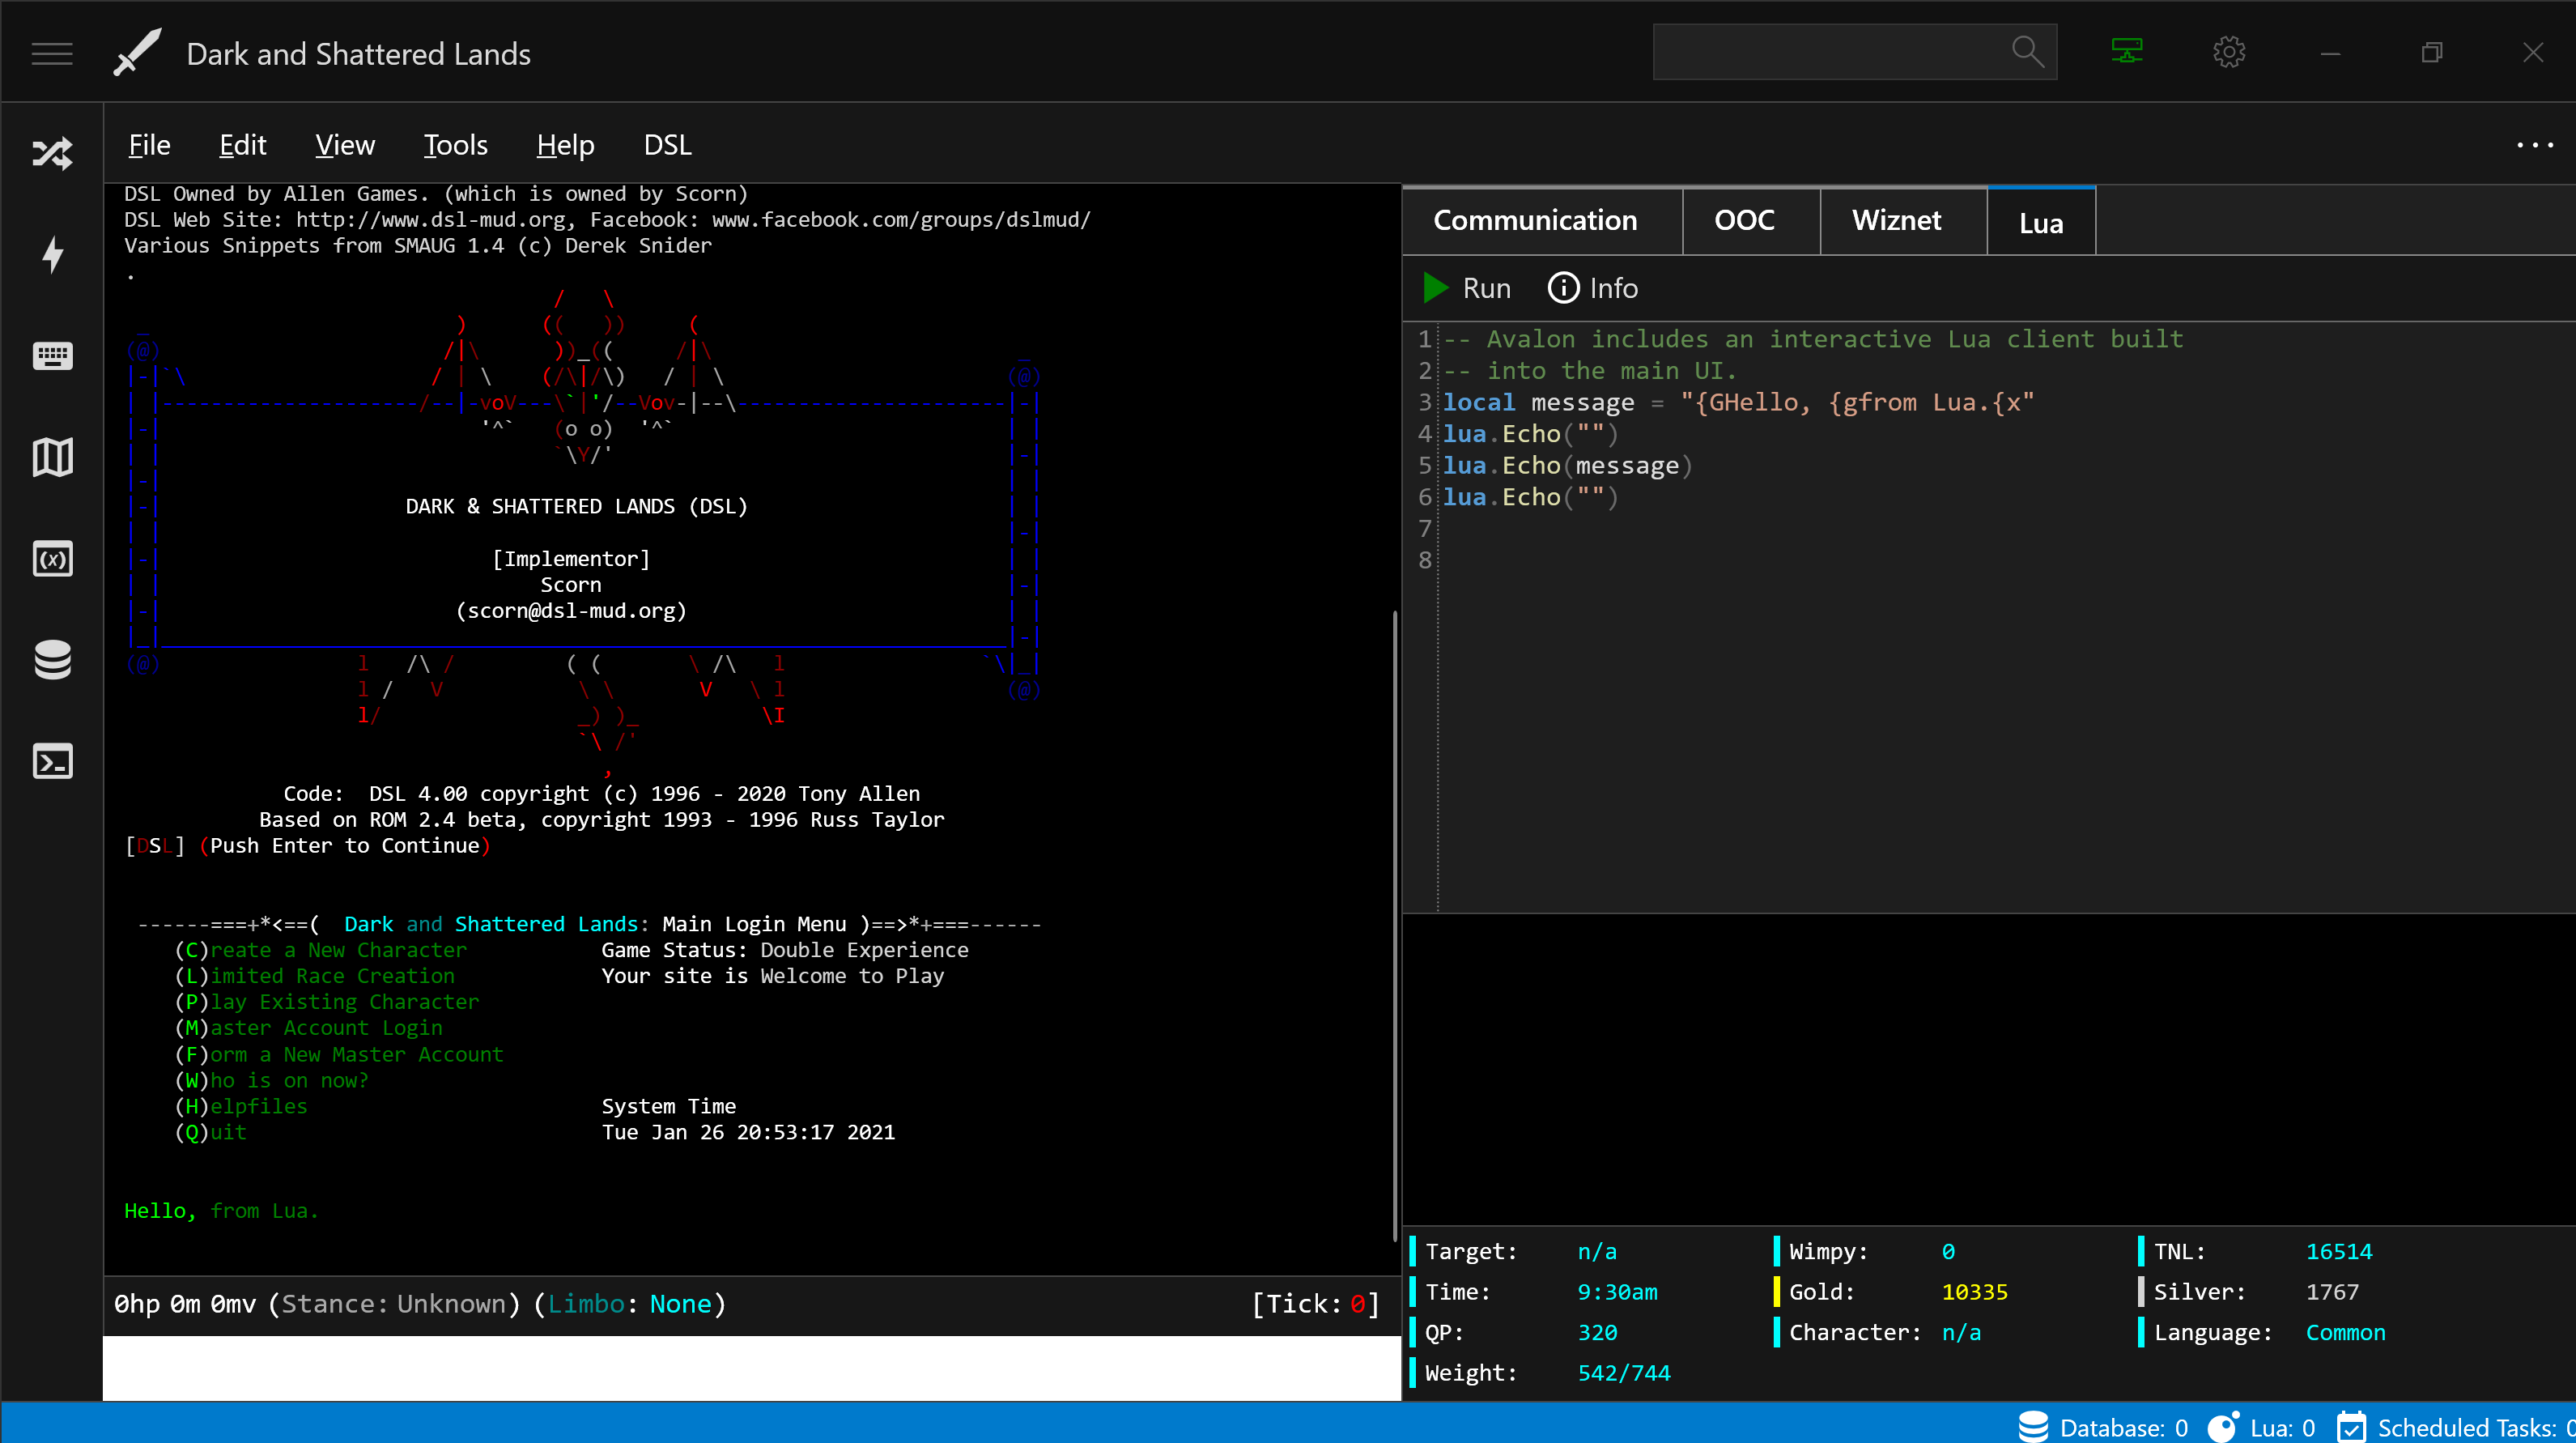 Dark and Shattered Lands
File Edit View Tools Help DSL
DSL Owned by Allen Games. (which is owned by Scorn)
DSL Web Site: http://www.dsl-mud.org, Facebook: www.facebook.com/groups/dslmud/
Various Snippets from SMAUG 1.4 (c) Derek Snider
.
DARK & SHATTERED LANDS (DSL)
[Implementor]
Scorn
(scorn@dsl-mud.org)
Code:  DSL 4.00 copyright (c) 1996 - 2020 Tony Allen
Based on ROM 2.4 beta, copyright 1993 - 1996 Russ Taylor
[DSL] (Push Enter to Continue)
------===+*<==(  Dark and Shattered Lands: Main Login Menu )==>*+===------
(C)reate a New Character Game Status: Double Experience
(L)imited Race Creation Your site is Welcome to Play
(P)lay Existing Character
(M)aster Account Login
(F)orm a New Master Account
(W)ho is on now?
(H)elpfiles System Time
(Q)uit Tue Jan 26 20:53:17 2021
Hello, from Lua.
0hp 0m 0mv (Stance: Unknown) (Limbo: None) [Tick: 0]
Communication OOC Wiznet Lua
Run Info
1 -- Avalon includes an interactive Lua client built
2 -- into the main UI.
3 local message = "{GHello, {gfrom Lua.{x"
4 lua.Echo("")
5 lua.Echo(message)
6 lua.Echo("")
7
8
Target: n/a Wimpy: 0 TNL: 16514
Time: 9:30am Gold: 10335 Silver: 1767
QP: 320 Character: n/a Language: Common
Weight: 542/744
Database: 0 Lua: 0 Scheduled Tasks: 0